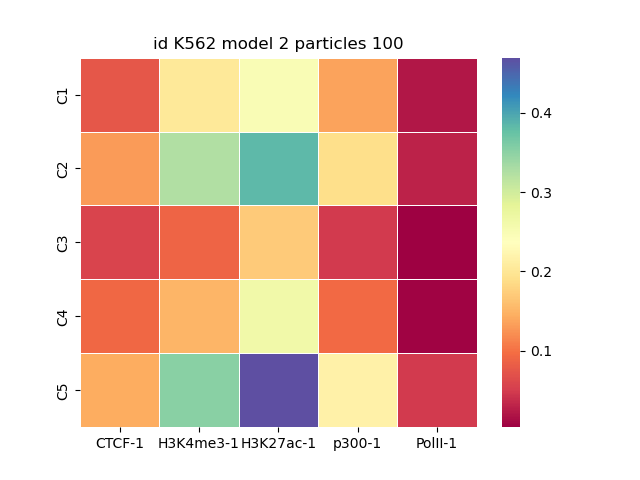 id K562 model 2 particles 100
C1
C2
C3
C4
C5
CTCF-1 H3K4me3-1 H3K27ac-1 p300-1 PolII-1
0.4
0.3
0.2
0.1